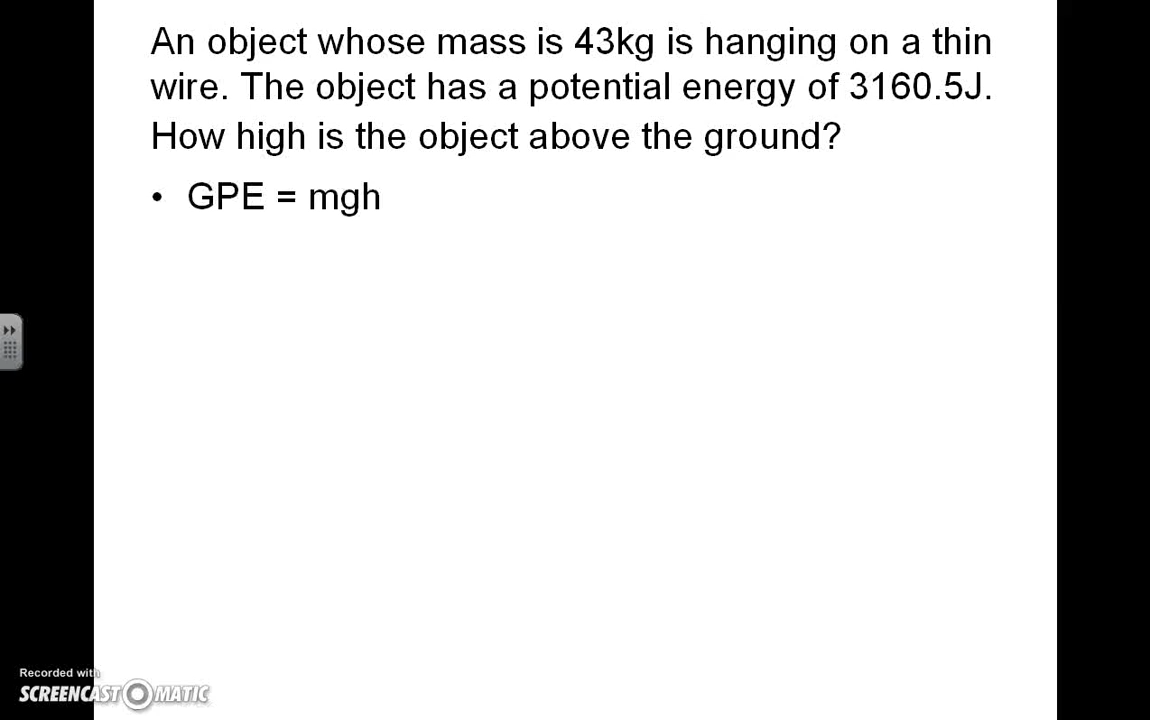 An object whose mass is 43kg is hanging on a thin
wire. The object has a potential energy of 3160.5J.
How high is the object above the ground?
• GPE = mgh
Recorded with
SCREENCAST-O-MATIC